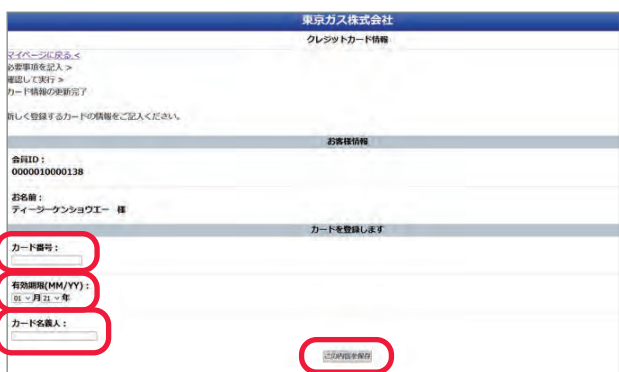 東京ガス株式会社
クレジットカード情報
マイページに戻る <
必要事項を記入 >
確認して実行 >
カード情報の更新完了
新しく登録するカードの情報をご記入ください。
お客様情報
会員ID:
0000010000138
お名前:
ティージーケンショウエー 様
カードを登録します
カード番号:
有効期限(MM/YY):
01 月 21 年
カード名義人:
この内容を保存